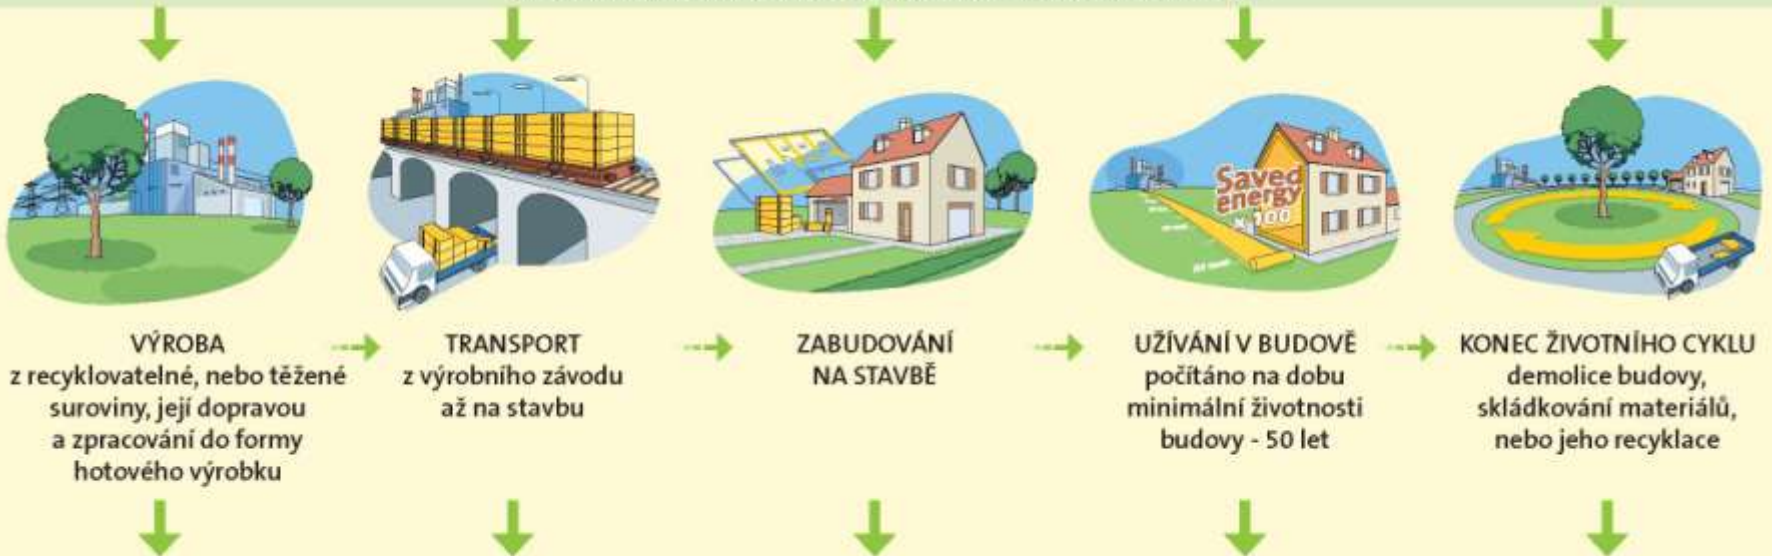 VÝROBA
z recyklovatelné, nebo těžené
suroviny, její dopravou
a zpracování do formy
hotového výrobku
TRANSPORT
z výrobního závodu
až na stavbu
ZABUDOVÁNÍ
NA STAVBĚ
Saved
energy
x 100
UŽÍVÁNÍ V BUDOVĚ
počítáno na dobu
minimální životnosti
budovy - 50 let
KONEC ŽIVOTNÍHO CYKLU
demolice budovy,
skládkování materiálů,
nebo jeho recyklace